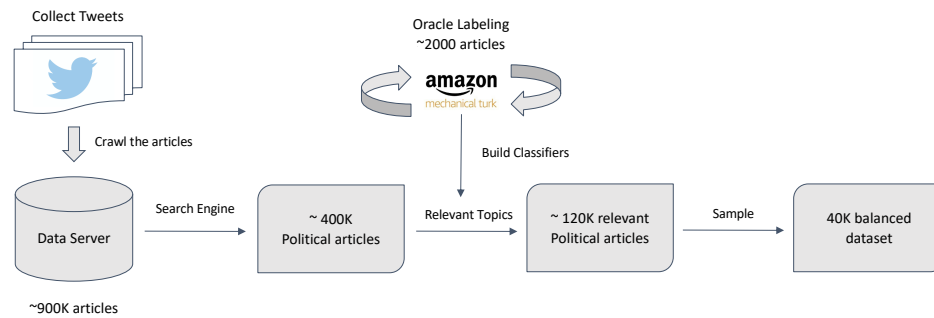 Collect Tweets
Oracle Labeling
~2000 articles
amazon
mechanical turk
Crawl the articles
Build Classifiers
Data Server
Search Engine
~ 400K
Political articles
Relevant Topics
~ 120K relevant
Political articles
Sample
40K balanced
dataset
~900K articles